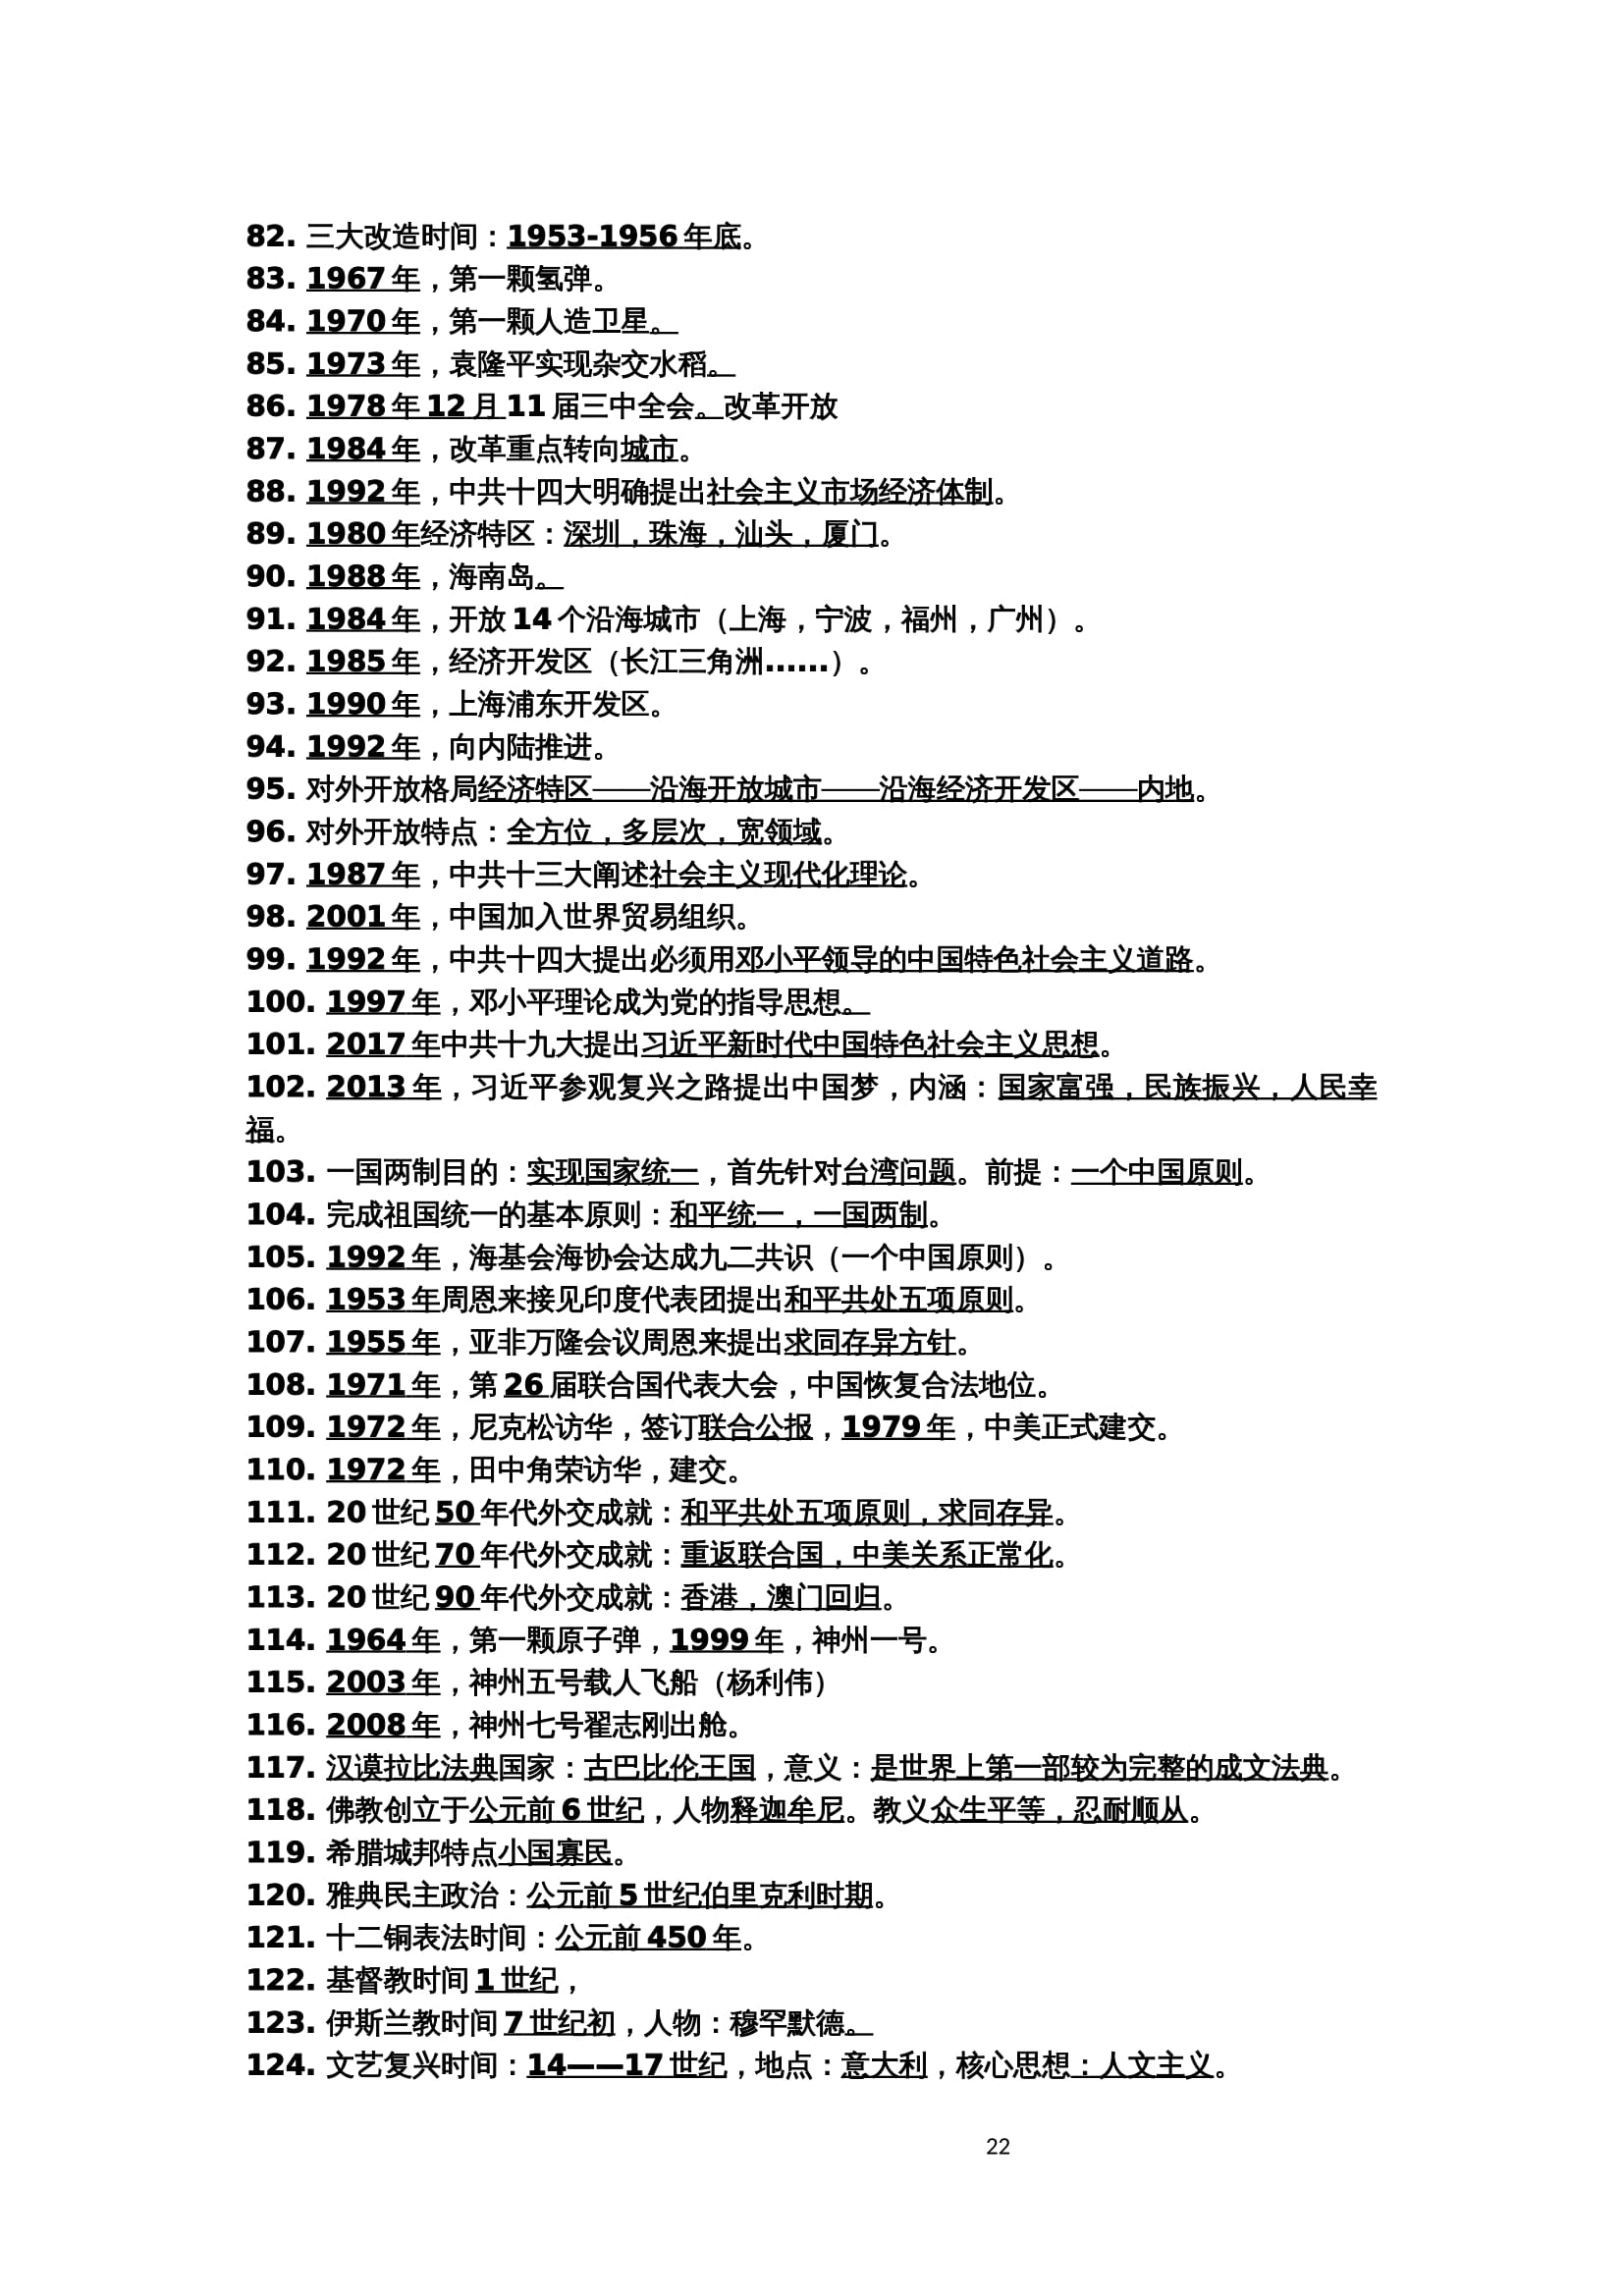 82. 三大改造时间：1953-1956 年底。
83. 1967 年，第一颗氢弹。
84. 1970 年，第一颗人造卫星。
85. 1973 年，袁隆平实现杂交水稻。
86. 1978 年 12 月 11 届三中全会。改革开放
87. 1984 年，改革重点转向城市。
88. 1992 年，中共十四大明确提出社会主义市场经济体制。
89. 1980 年经济特区：深圳，珠海，汕头，厦门。
90. 1988 年，海南岛。
91. 1984 年，开放 14 个沿海城市（上海，宁波，福州，广州）。
92. 1985 年，经济开发区（长江三角洲......）。
93. 1990 年，上海浦东开发区。
94. 1992 年，向内陆推进。
95. 对外开放格局经济特区——沿海开放城市——沿海经济开发区——内地。
96. 对外开放特点：全方位，多层次，宽领域。
97. 1987 年，中共十三大阐述社会主义现代化理论。
98. 2001 年，中国加入世界贸易组织。
99. 1992 年，中共十四大提出必须用邓小平领导的中国特色社会主义道路。
100. 1997 年，邓小平理论成为党的指导思想。
101. 2017 年中共十九大提出习近平新时代中国特色社会主义思想。
102. 2013 年，习近平参观复兴之路提出中国梦，内涵：国家富强，民族振兴，人民幸
福。
103. 一国两制目的：实现国家统一，首先针对台湾问题。前提：一个中国原则。
104. 完成祖国统一的基本原则：和平统一，一国两制。
105. 1992 年，海基会海协会达成九二共识（一个中国原则）。
106. 1953 年周恩来接见印度代表团提出和平共处五项原则。
107. 1955 年，亚非万隆会议周恩来提出求同存异方针。
108. 1971 年，第 26 届联合国代表大会，中国恢复合法地位。
109. 1972 年，尼克松访华，签订联合公报，1979 年，中美正式建交。
110. 1972 年，田中角荣访华，建交。
111. 20 世纪 50 年代外交成就：和平共处五项原则，求同存异。
112. 20 世纪 70 年代外交成就：重返联合国，中美关系正常化。
113. 20 世纪 90 年代外交成就：香港，澳门回归。
114. 1964 年，第一颗原子弹，1999 年，神州一号。
115. 2003 年，神州五号载人飞船（杨利伟）
116. 2008 年，神州七号翟志刚出舱。
117. 汉谟拉比法典国家：古巴比伦王国，意义：是世界上第一部较为完整的成文法典。
118. 佛教创立于公元前 6 世纪，人物释迦牟尼。教义众生平等，忍耐顺从。
119. 希腊城邦特点小国寡民。
120. 雅典民主政治：公元前 5 世纪伯里克利时期。
121. 十二铜表法时间：公元前 450 年。
122. 基督教时间 1 世纪，
123. 伊斯兰教时间 7 世纪初，人物：穆罕默德。
124. 文艺复兴时间：14——17 世纪，地点：意大利，核心思想：人文主义。
22